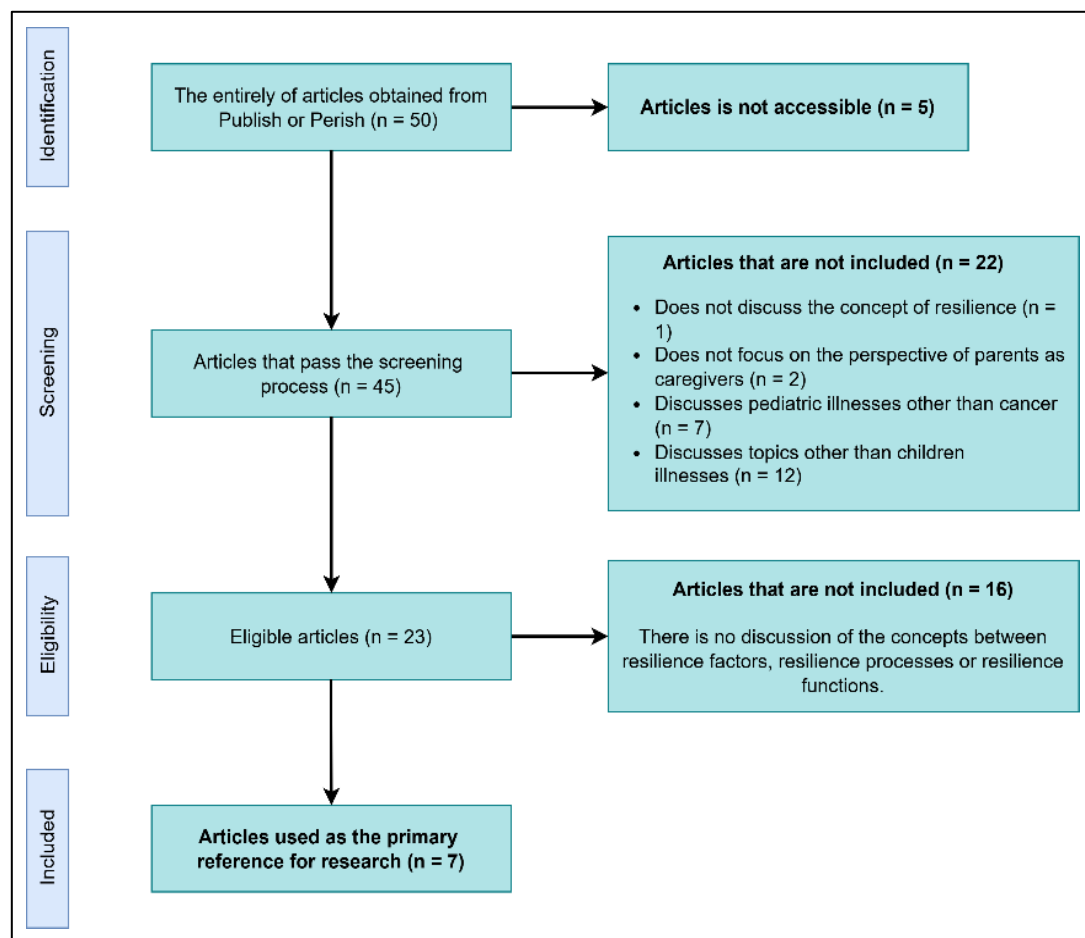 Identification
The entirely of articles obtained from
Publish or Perish (n = 50)
Articles is not accessible (n = 5)
Screening
Articles that pass the screening
process (n = 45)
Articles that are not included (n = 22)
• Does not discuss the concept of resilience (n =
1)
• Does not focus on the perspective of parents as
caregivers (n = 2)
• Discusses pediatric illnesses other than cancer
(n = 7)
• Discusses topics other than children
illnesses (n = 12)
Eligibility
Eligible articles (n = 23)
Articles that are not included (n = 16)
There is no discussion of the concepts between
resilience factors, resilience processes or resilience
functions.
Included
Articles used as the primary
reference for research (n = 7)